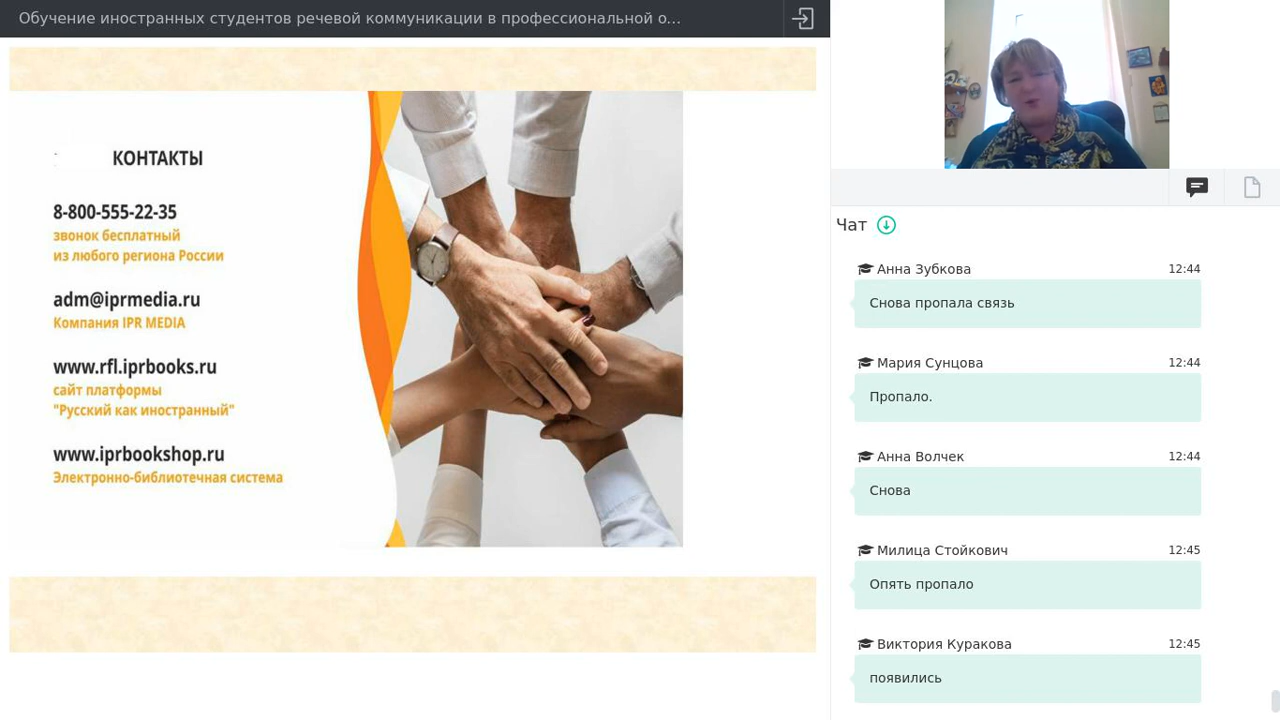 Обучение иностранных студентов речевой коммуникации в профессиональной о...
КОНТАКТЫ
8-800-555-22-35
звонок бесплатный
из любого региона России
adm@iprmedia.ru
Компания IPR MEDIA
www.rfl.iprbooks.ru
сайт платформы
"Русский как иностранный"
www.iprbookshop.ru
Электронно-библиотечная система
Чат
Анна Зубкова 12:44
Снова пропала связь
Мария Сунцова 12:44
Пропало.
Анна Волчек 12:44
Снова
Милица Стойкович 12:45
Опять пропало
Виктория Куракова 12:45
появились